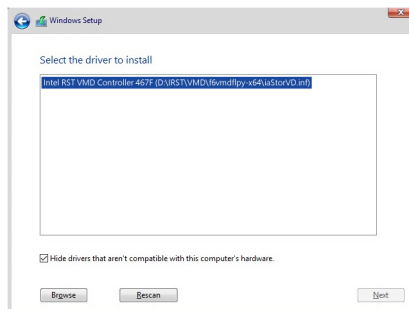 Windows Setup
Select the driver to install
Intel RST VMD Controller 467F (D:\IRST\VMD\f6vmdflpy-x64\iaStorVD.inf)
Hide drivers that aren't compatible with this computer's hardware.
Browse
Rescan
Next